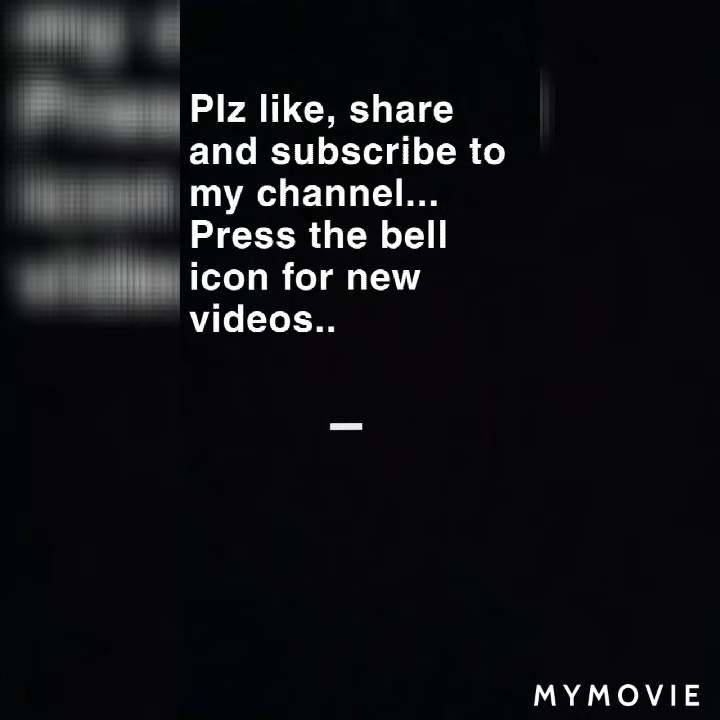 Plz like, share
and subscribe to
my channel...
Press the bell
icon for new
videos..
–
MYMOVIE